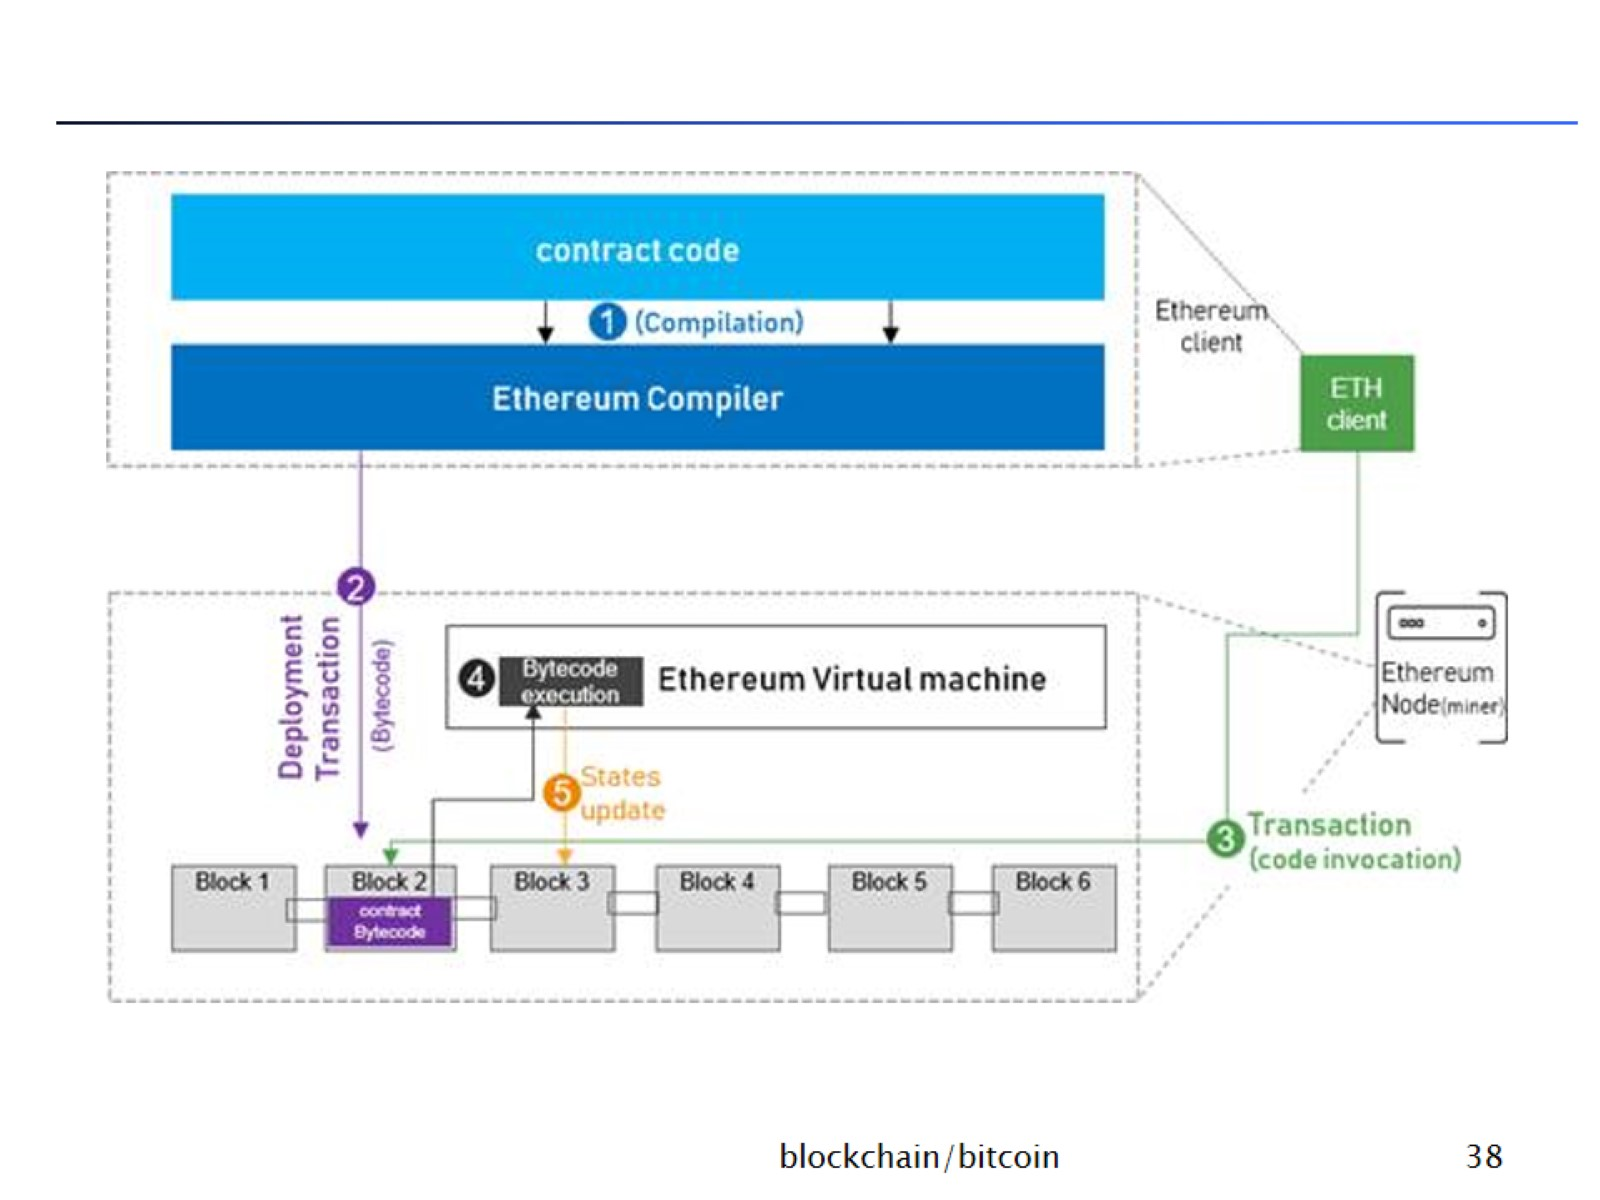 contract code
1 (Compilation)
Ethereum Compiler
Ethereum
client
ETH
client
2
Deployment
Transaction
(Bytecode)
4 Bytecode
execution
Ethereum Virtual machine
Ethereum
Node(miner)
5 States
update
3 Transaction
(code invocation)
Block 1
Block 2
contract
Bytecode
Block 3
Block 4
Block 5
Block 6
blockchain/bitcoin
38